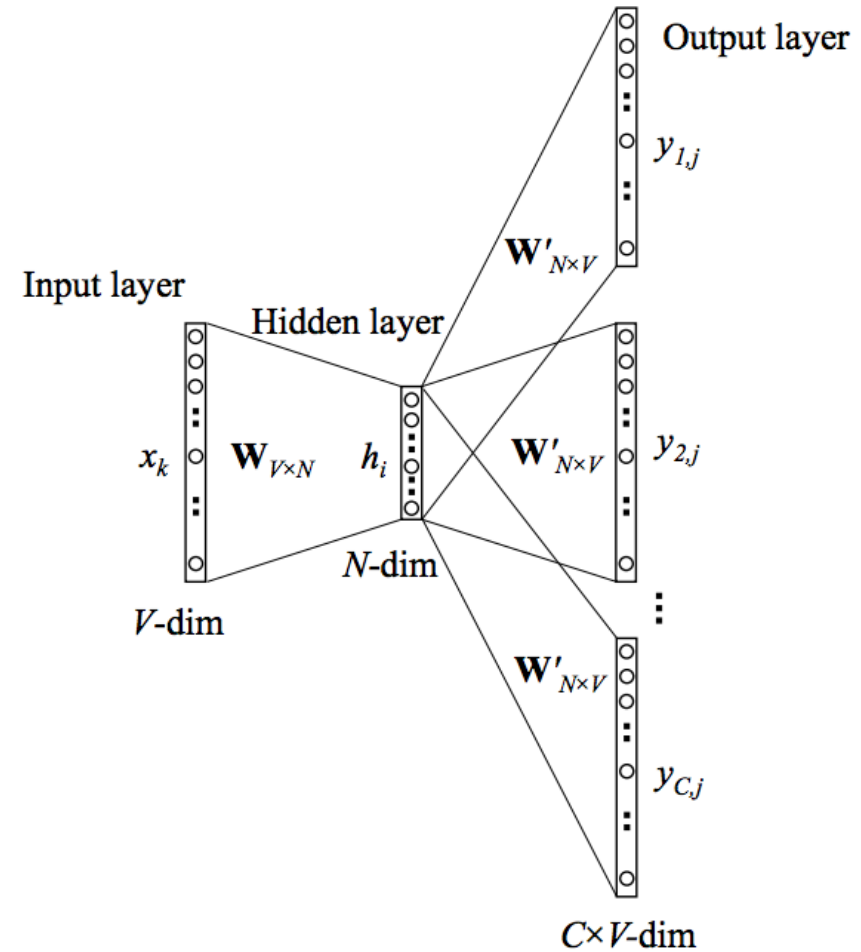 Output layer
y1,j
W'N×V
Input layer
Hidden layer
xk
WV×N
hi
W'N×V
y2,j
N-dim
V-dim
W'N×V
yC,j
C×V-dim